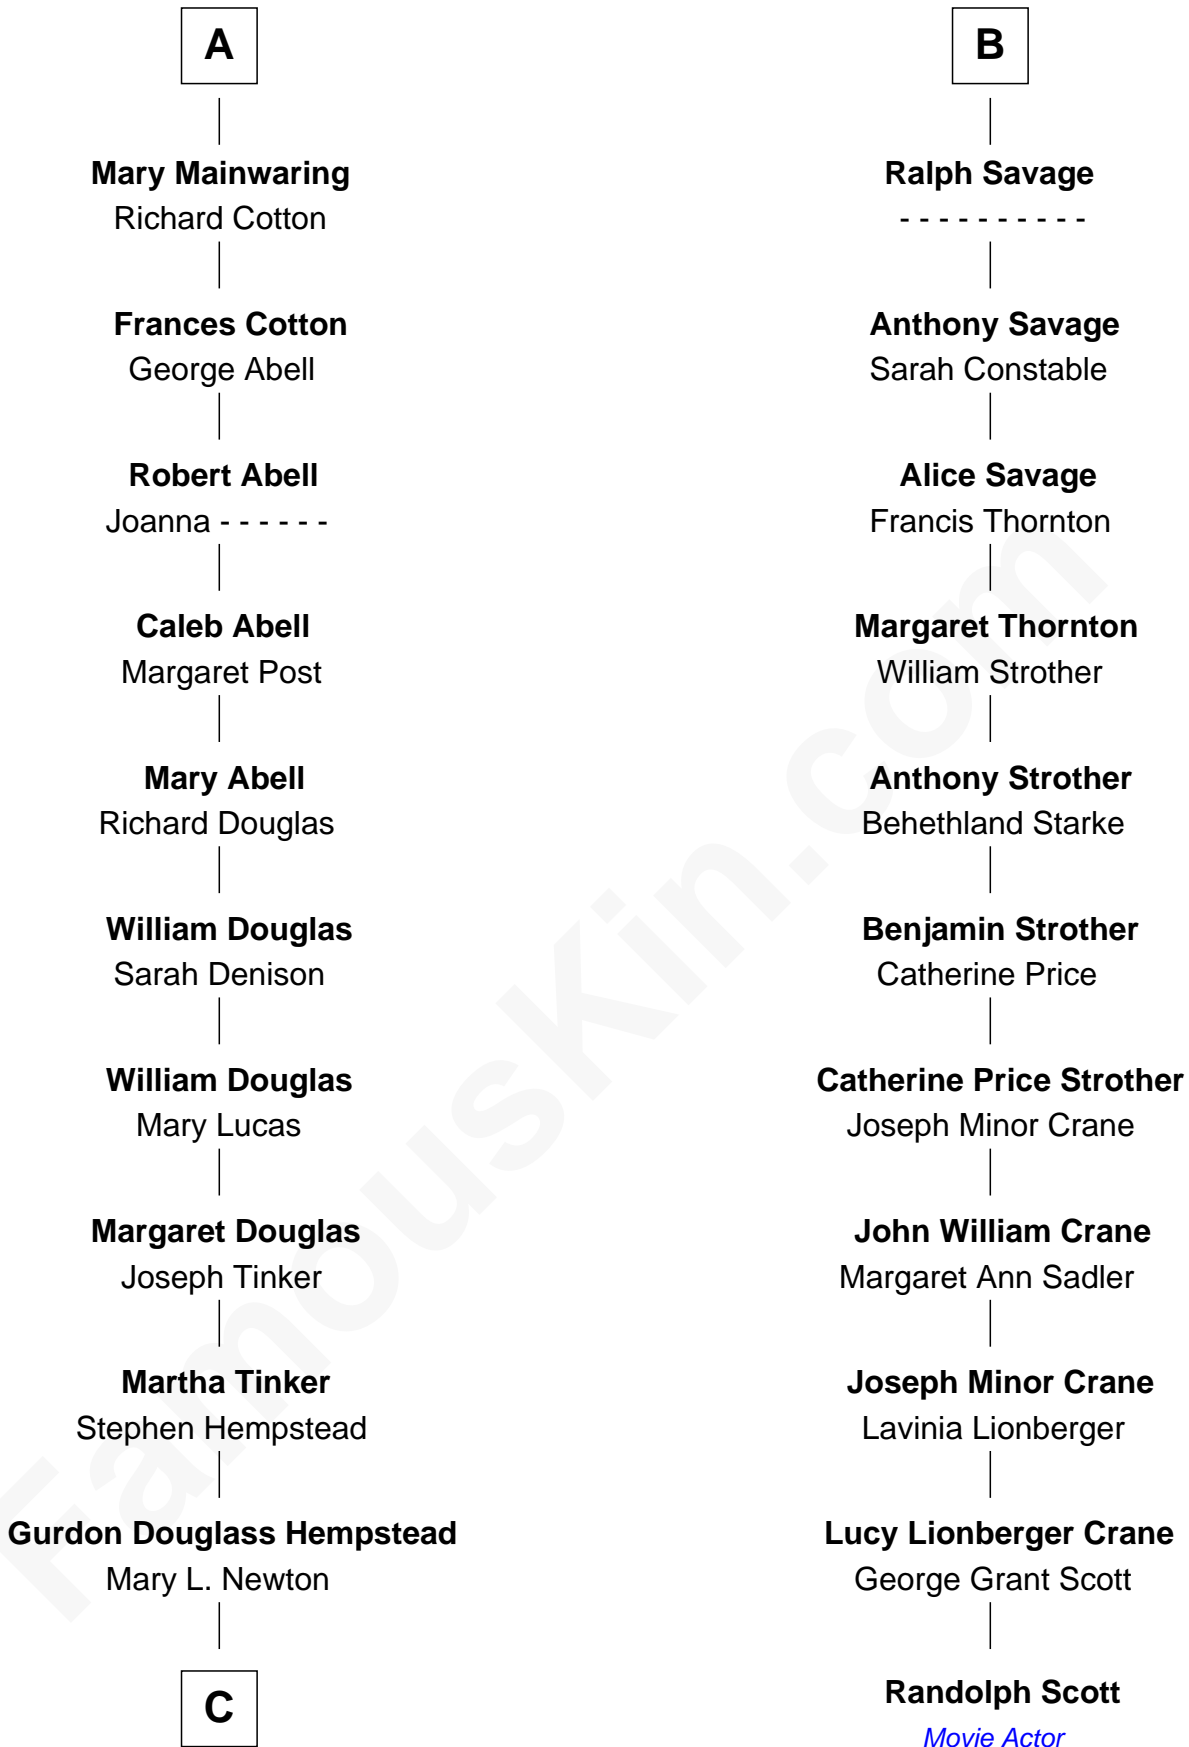 A
Mary Mainwaring
Richard Cotton
Frances Cotton
George Abell
Robert Abell
Joanna - - - - - -
Caleb Abell
Margaret Post
Mary Abell
Richard Douglas
William Douglas
Sarah Denison
William Douglas
Mary Lucas
Margaret Douglas
Joseph Tinker
Martha Tinker
Stephen Hempstead
Gurdon Douglass Hempstead
Mary L. Newton
C
B
Ralph Savage
- - - - - - - - - -
Anthony Savage
Sarah Constable
Alice Savage
Francis Thornton
Margaret Thornton
William Strother
Anthony Strother
Behethland Starke
Benjamin Strother
Catherine Price
Catherine Price Strother
Joseph Minor Crane
John William Crane
Margaret Ann Sadler
Joseph Minor Crane
Lavinia Lionberger
Lucy Lionberger Crane
George Grant Scott
Randolph Scott
Movie Actor
FamousKin.com